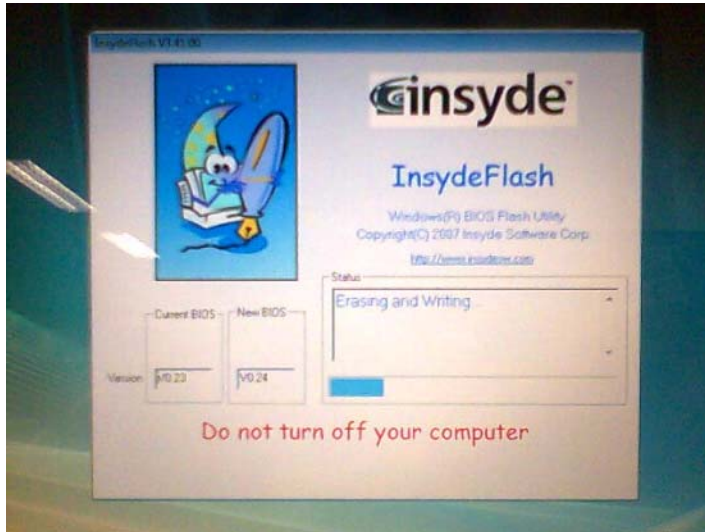 InsydeFlash V3.41.00
insyde™
InsydeFlash
Windows(R) BIOS Flash Utility
Copyright(C) 2007 Insyde Software Corp.
http://www.insydesw.com
Status
Erasing and Writing...
Current BIOS
New BIOS
Version
V0.23
V0.24
Do not turn off your computer